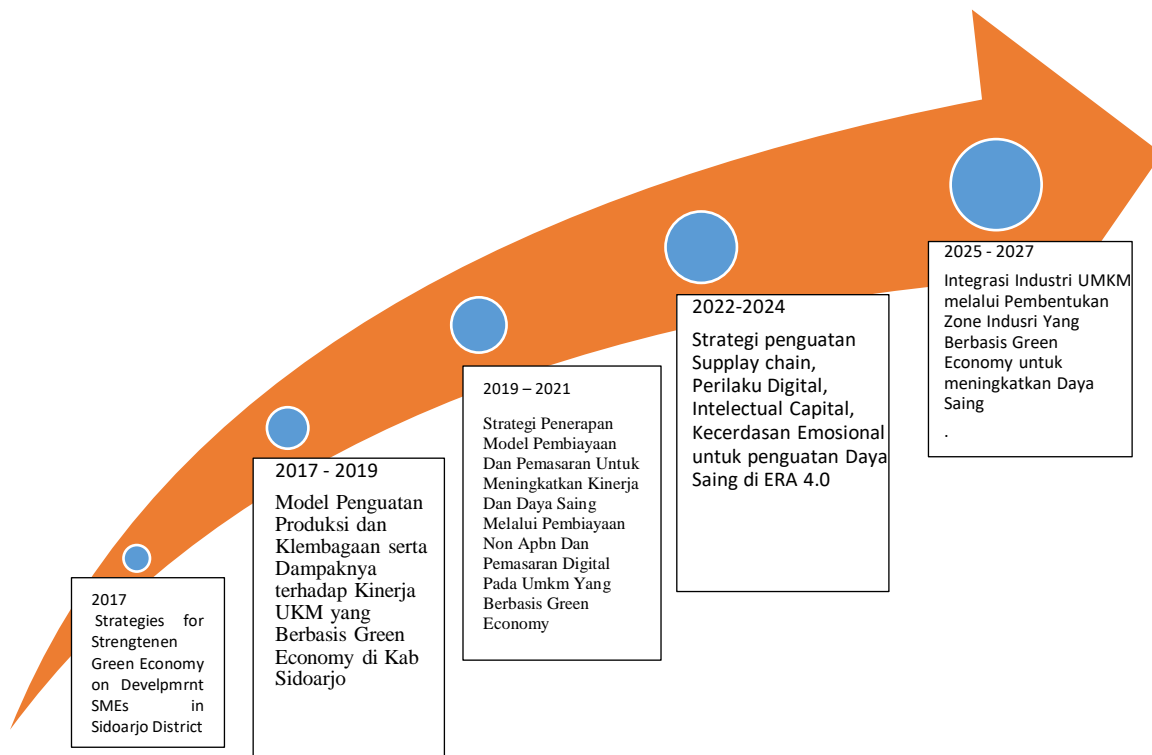 2017
Strategies for
Strengtenen
Green Economy
on Develpmrnt
SMEs in
Sidoarjo District
2017 - 2019
Model Penguatan
Produksi dan
Klembagaan serta
Dampaknya
terhadap Kinerja
UKM yang
Berbasis Green
Economy di Kab
Sidoarjo
2019 – 2021
Strategi Penerapan
Model Pembiayaan
Dan Pemasaran Untuk
Meningkatkan Kinerja
Dan Daya Saing
Melalui Pembiayaan
Non Apbn Dan
Pemasaran Digital
Pada Umkm Yang
Berbasis Green
Economy
2022-2024
Strategi penguatan
Supplay chain,
Perilaku Digital,
Intelectual Capital,
Kecerdasan Emosional
untuk penguatan Daya
Saing di ERA 4.0
2025 - 2027
Integrasi Industri UMKM
melalui Pembentukan
Zone Indusri Yang
Berbasis Green
Economy untuk
meningkatkan Daya
Saing
.